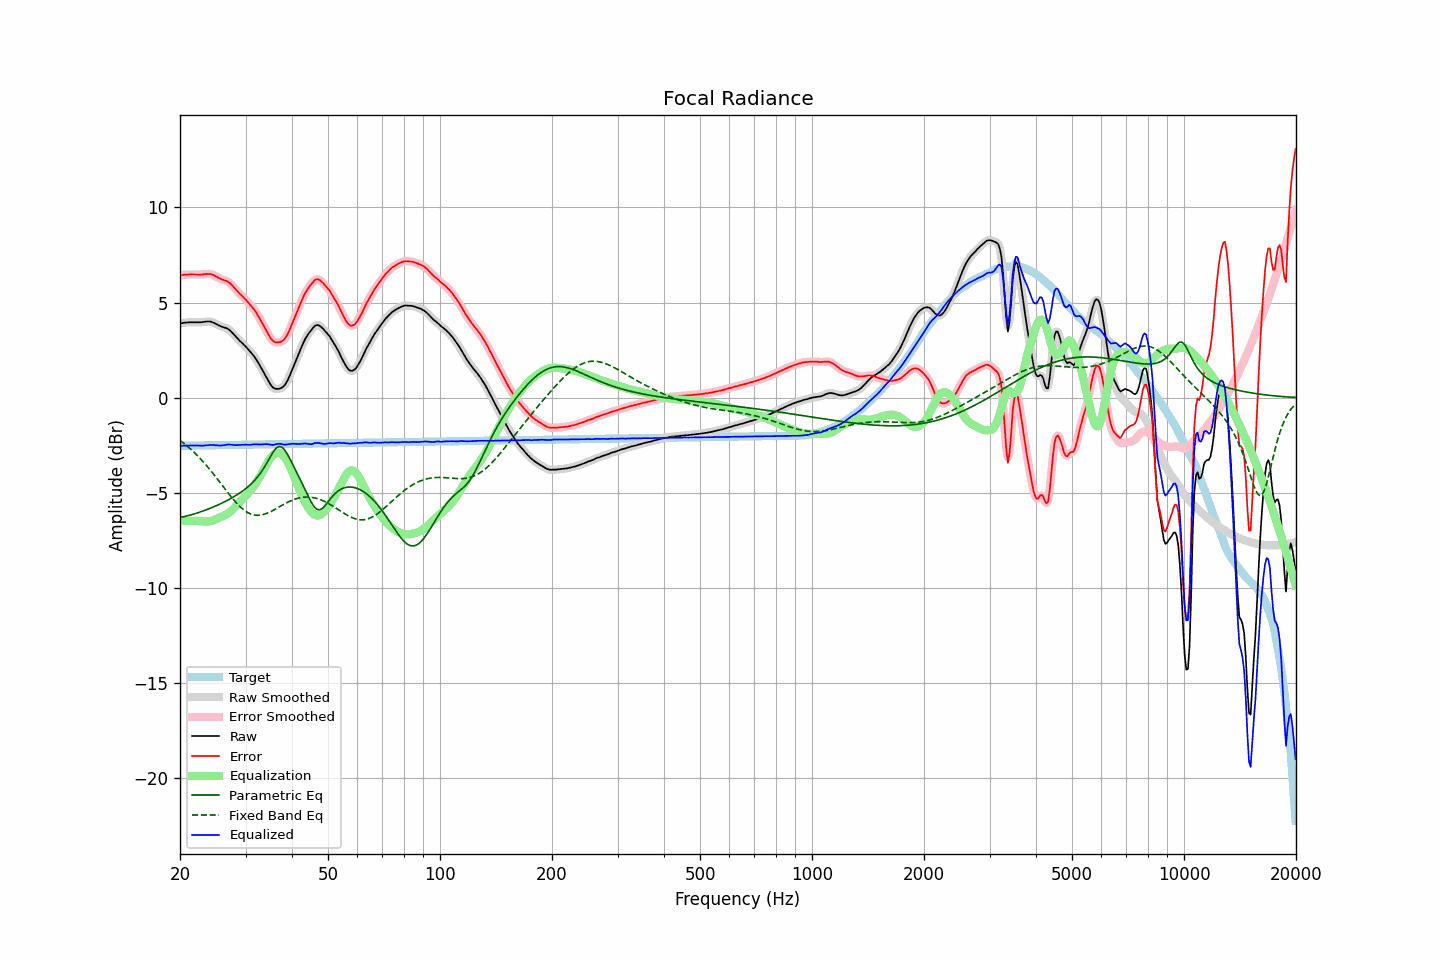 Focal Radiance
Amplitude (dBr)
10
5
0
−5
−10
−15
−20
Target
Raw Smoothed
Error Smoothed
Raw
Error
Equalization
Parametric Eq
Fixed Band Eq
Equalized
20 50 100 200 500 1000 2000 5000 10000 20000
Frequency (Hz)